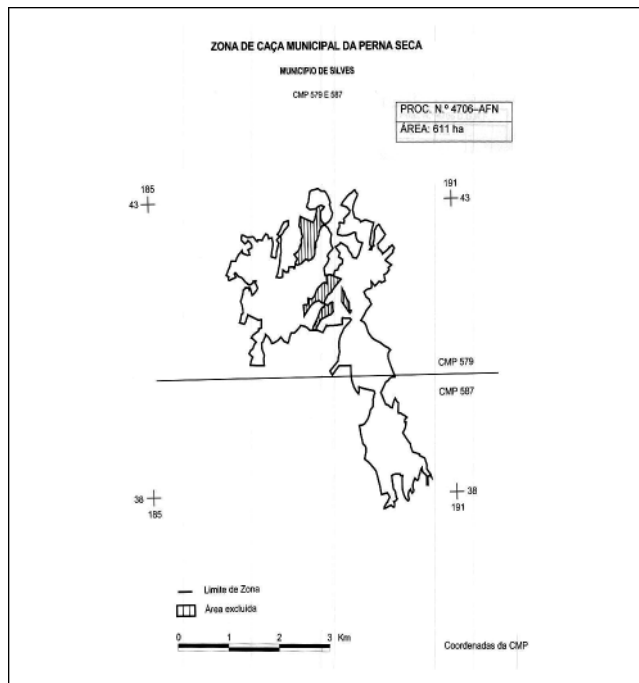 ZONA DE CAÇA MUNICIPAL DA PERNA SECA
MUNICIPIO DE SILVES
CMP 579 E 587
PROC. N.º 4706–AFN
ÁREA: 611 ha
185
43
191
43
CMP 579
CMP 587
38
185
38
191
Limite de Zona
Área excluída
0 1 2 3 Km
Coordenadas da CMP